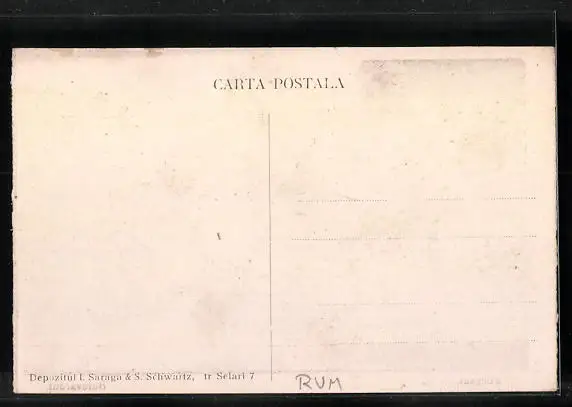 CARTA POSTALA
Depozitul I. Saraga & S. Schwartz, tr Selari 7
RUM